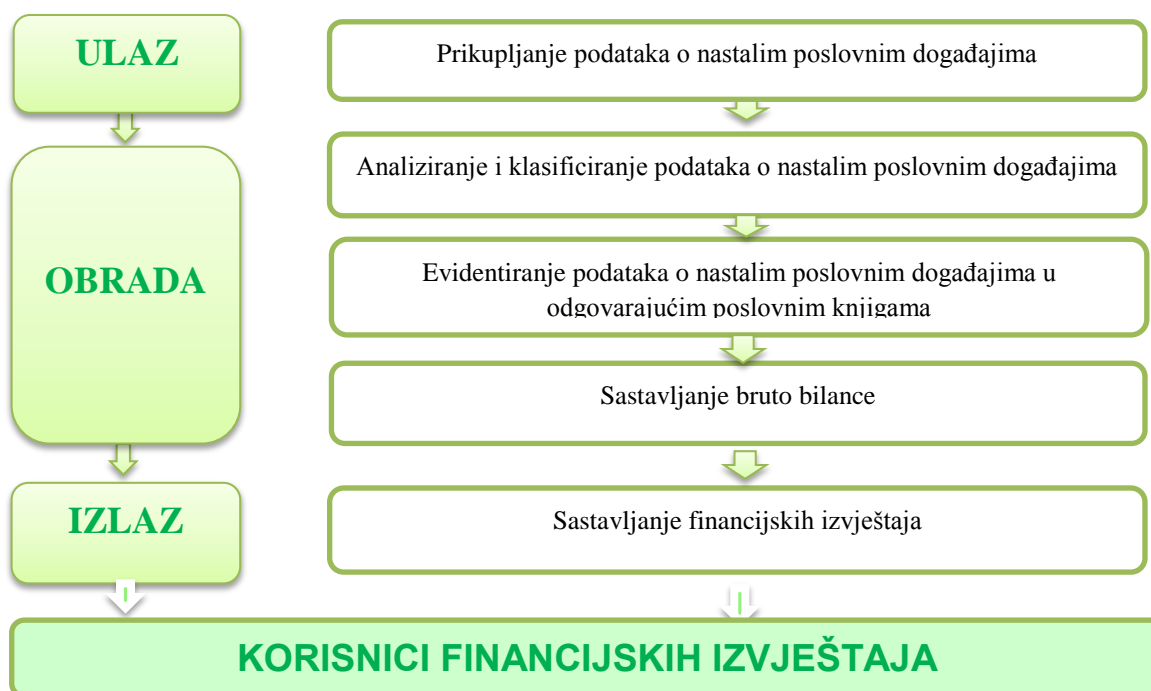 ULAZ
Prikupljanje podataka o nastalim poslovnim događajima
Analiziranje i klasificiranje podataka o nastalim poslovnim događajima
OBRADA
Evidentiranje podataka o nastalim poslovnim događajima u
odgovarajućim poslovnim knjigama
Sastavljanje bruto bilance
IZLAZ
Sastavljanje financijskih izvještaja
KORISNICI FINANCIJSKIH IZVJEŠTAJA